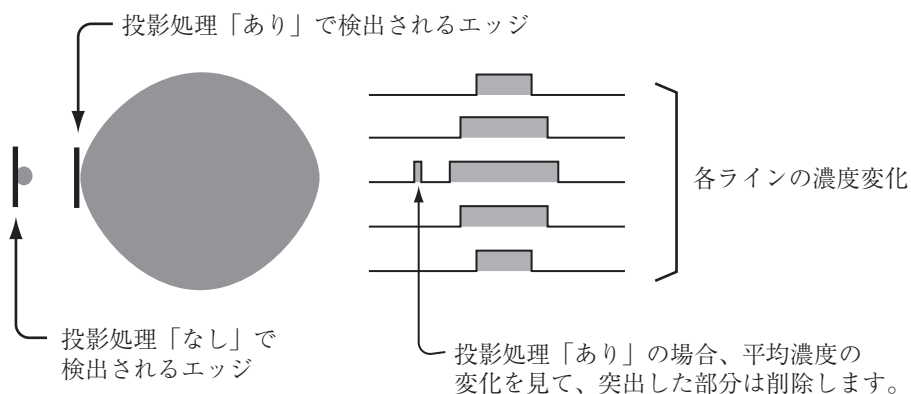 投影処理「あり」で検出されるエッジ
各ラインの濃度変化
投影処理「なし」で
検出されるエッジ
投影処理「あり」の場合、平均濃度の
変化を見て、突出した部分は削除します。